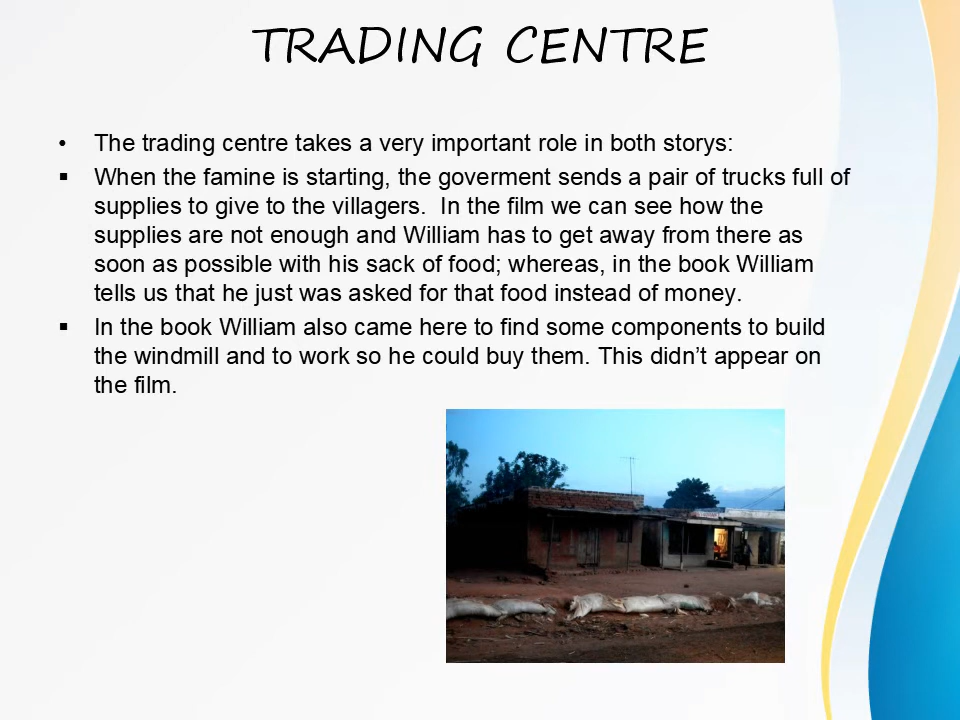 TRADING CENTRE
• The trading centre takes a very important role in both storys:
▪ When the famine is starting, the goverment sends a pair of trucks full of
supplies to give to the villagers.  In the film we can see how the
supplies are not enough and William has to get away from there as
soon as possible with his sack of food; whereas, in the book William
tells us that he just was asked for that food instead of money.
▪ In the book William also came here to find some components to build
the windmill and to work so he could buy them. This didn’t appear on
the film.